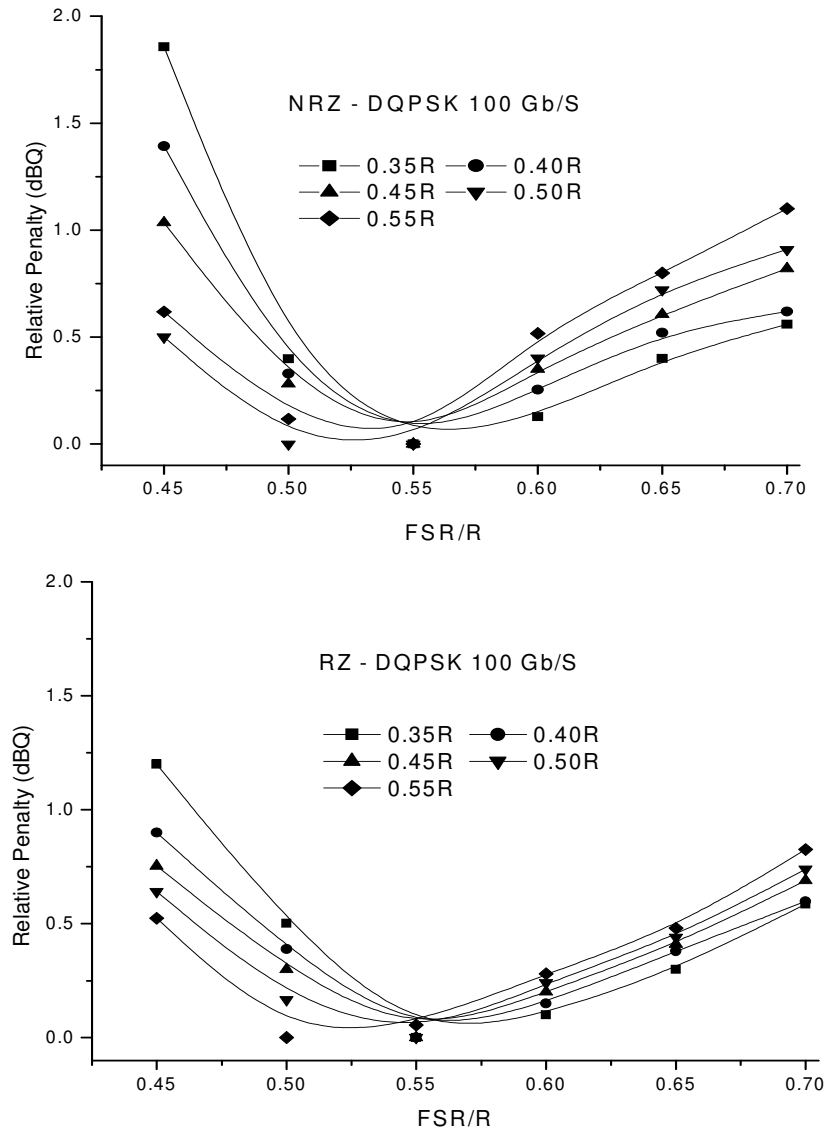 2.0
NRZ - DQPSK 100 Gb/S
1.5
0.35R 0.40R
0.45R 0.50R
0.55R
1.0
0.5
0.0
Relative Penalty (dBQ)
0.45 0.50 0.55 0.60 0.65 0.70
FSR/R
2.0
RZ - DQPSK 100 Gb/S
1.5
0.35R 0.40R
0.45R 0.50R
0.55R
1.0
0.5
0.0
Relative Penalty (dBQ)
0.45 0.50 0.55 0.60 0.65 0.70
FSR/R